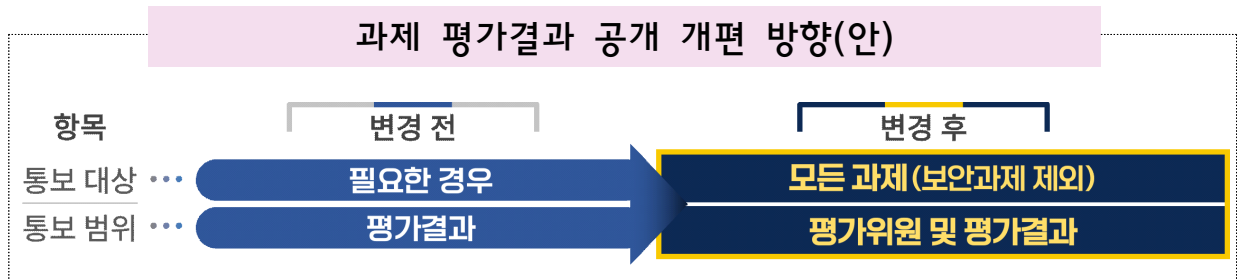 과제 평가결과 공개 개편 방향(안)
항목 변경 전 변경 후
통보 대상 ··· 필요한 경우 모든 과제(보안과제 제외)
통보 범위 ··· 평가결과 평가위원 및 평가결과